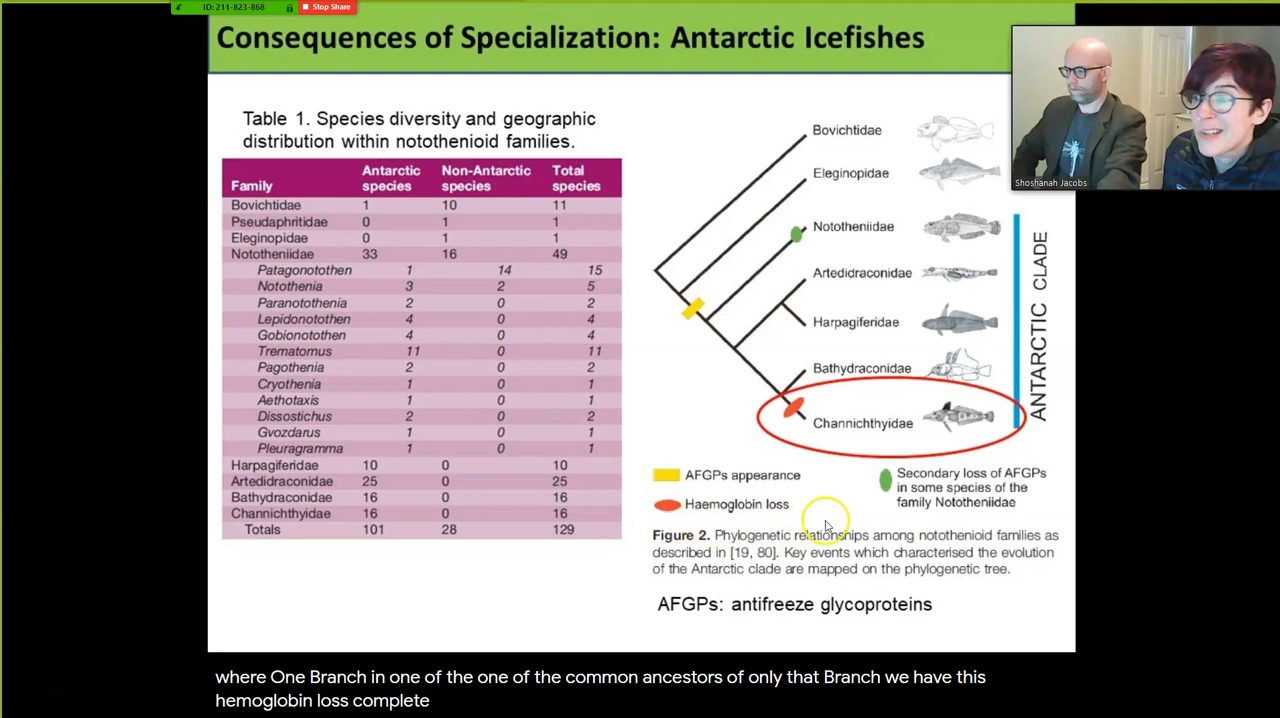 ID: 211-823-868
Stop Share
Consequences of Specialization: Antarctic Icefishes
Shoshanah Jacobs
Table 1. Species diversity and geographic
distribution within notothenioid families.
Family Antarctic species Non-Antarctic species Total species
Bovichtidae 1 10 11
Pseudaphritidae 0 1 1
Eleginopidae 0 1 1
Nototheniidae 33 16 49
Patagonotothen 1 14 15
Notothenia 3 2 5
Paranotothenia 2 0 2
Lepidonotothen 4 0 4
Gobionotothen 4 0 4
Trematomus 11 0 11
Pagothenia 2 0 2
Cryothenia 1 0 1
Aethotaxis 1 0 1
Dissostichus 2 0 2
Gvozdarus 1 0 1
Pleuragramma 1 0 1
Harpagiferidae 10 0 10
Artedidraconidae 25 0 25
Bathydraconidae 16 0 16
Channichthyidae 16 0 16
Totals 101 28 129
Bovichtidae
Eleginopidae
Nototheniidae
Artedidraconidae
Harpagiferidae
Bathydraconidae
Channichthyidae
ANTARCTIC CLADE
AFGPs appearance
Haemoglobin loss
Secondary loss of AFGPs
in some species of the
family Nototheniidae
Figure 2. Phylogenetic relationships among notothenioid families as
described in [19, 80]. Key events which characterised the evolution
of the Antarctic clade are mapped on the phylogenetic tree.
AFGPs: antifreeze glycoproteins
where One Branch in one of the one of the common ancestors of only that Branch we have this
hemoglobin loss complete